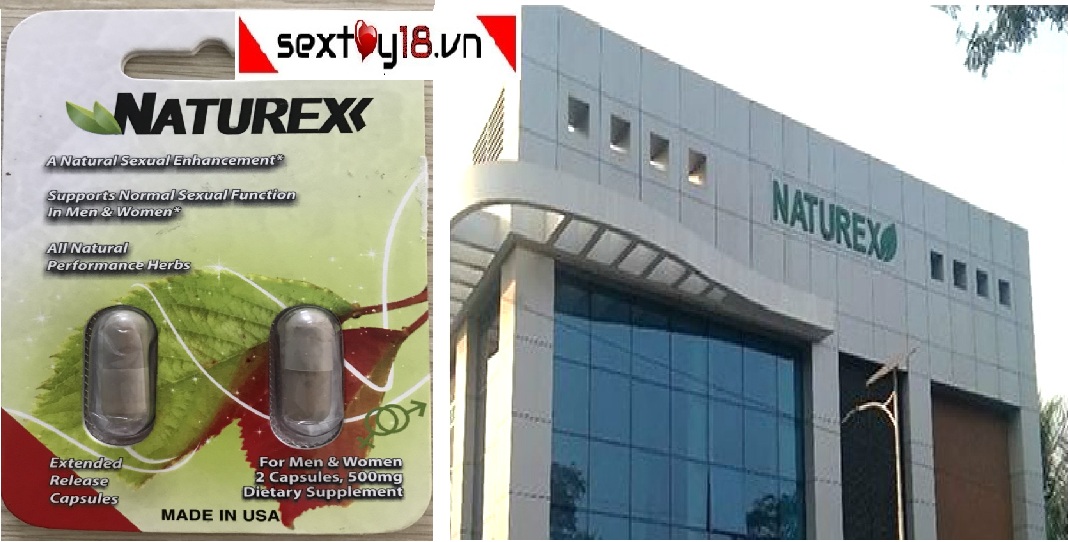 sextoy18.vn
NATUREX
A Natural Sexual Enhancement*
Supports Normal Sexual Function
In Men & Women*
All Natural
Performance Herbs
Extended
Release
Capsules
For Men & Women
2 Capsules, 500mg
Dietary Supplement
MADE IN USA
NATUREX